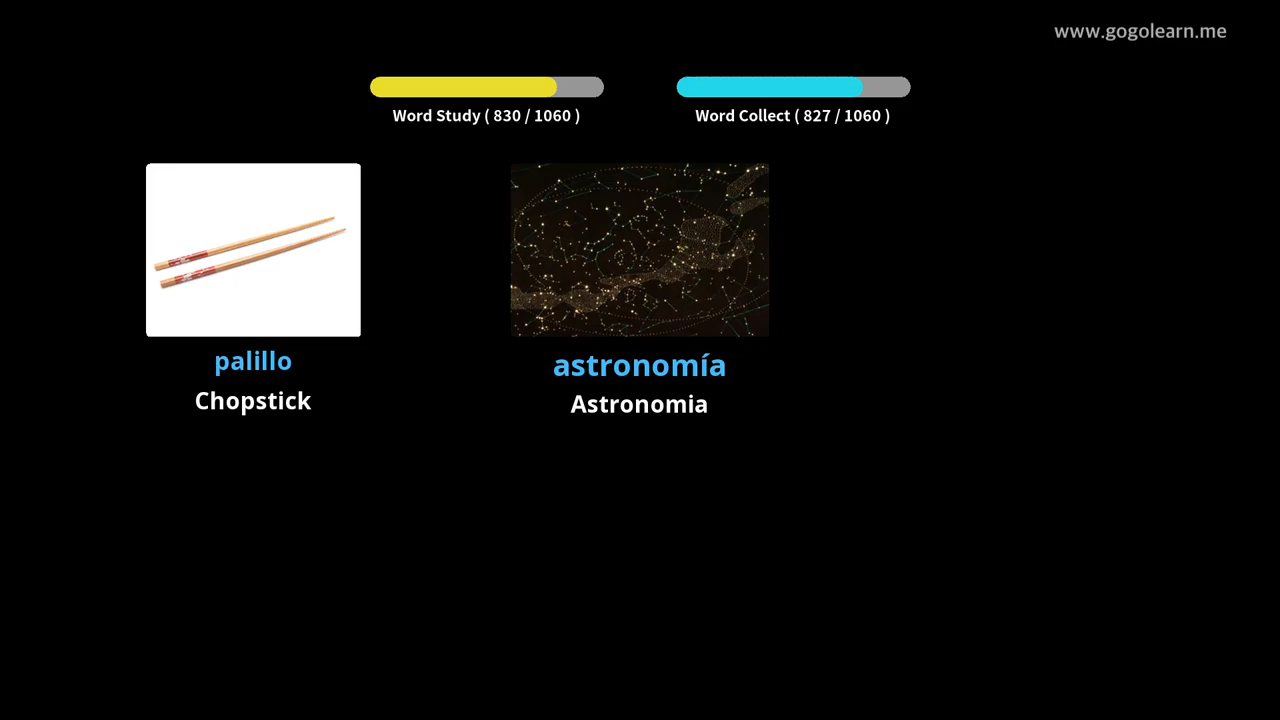 www.gogolearn.me
Word Study ( 830 / 1060 )
Word Collect ( 827 / 1060 )
palillo
Chopstick
astronomía
Astronomia